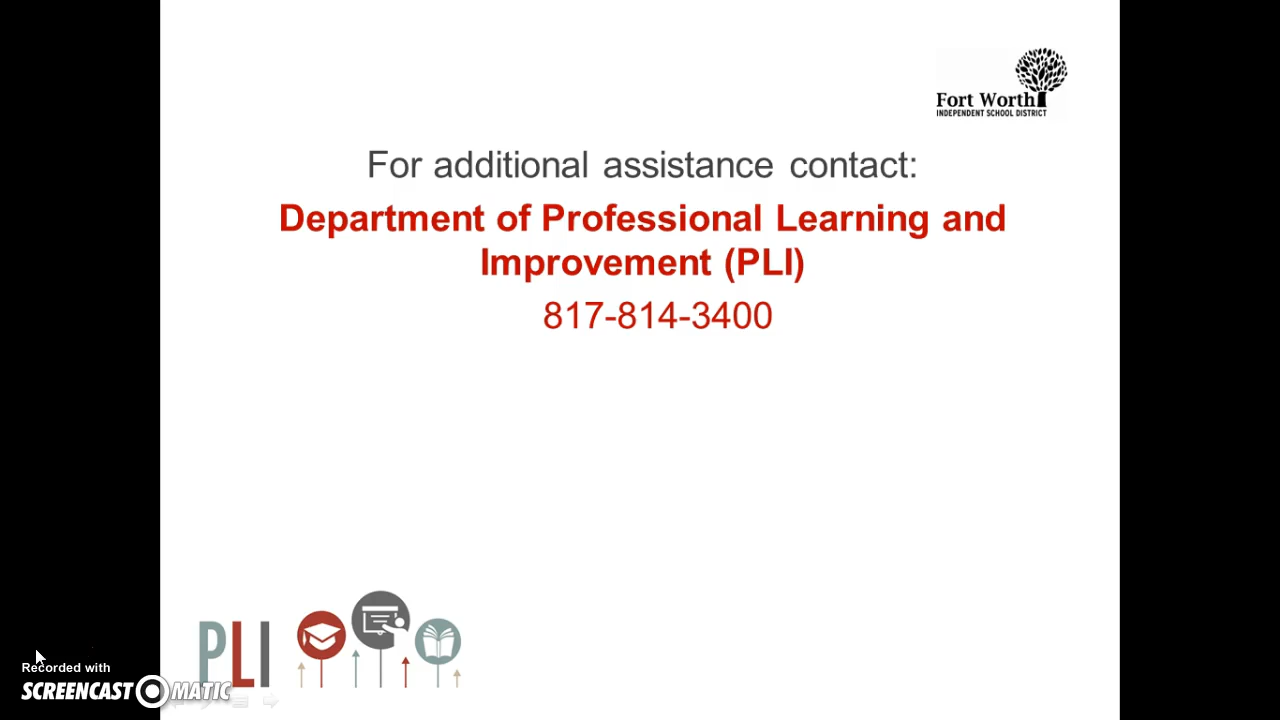 Fort Worth
INDEPENDENT SCHOOL DISTRICT
For additional assistance contact:
Department of Professional Learning and
Improvement (PLI)
817-814-3400
PLI
Recorded with
SCREENCAST MATIC